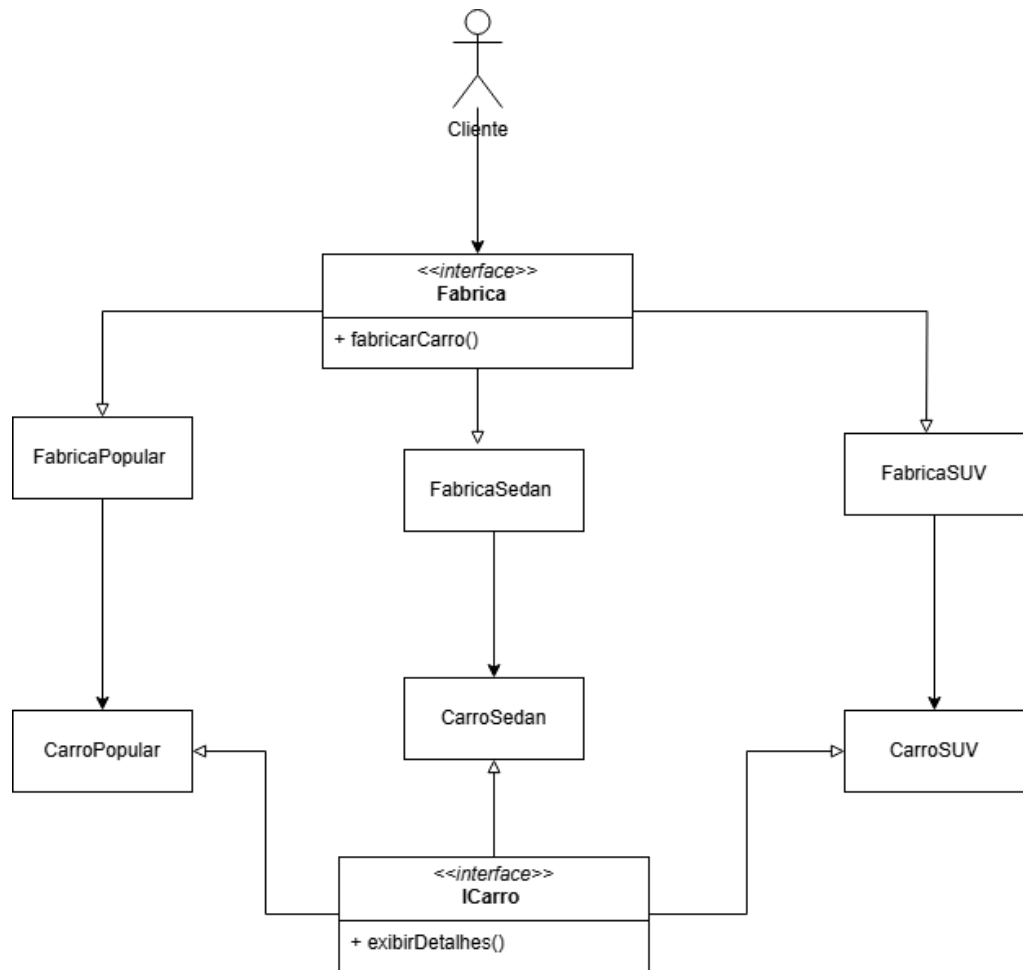 Cliente
<<interface>>
Fabrica
+ fabricarCarro()
FabricaPopular
FabricaSedan
FabricaSUV
CarroPopular
CarroSedan
CarroSUV
<<interface>>
ICarro
+ exibirDetalhes()